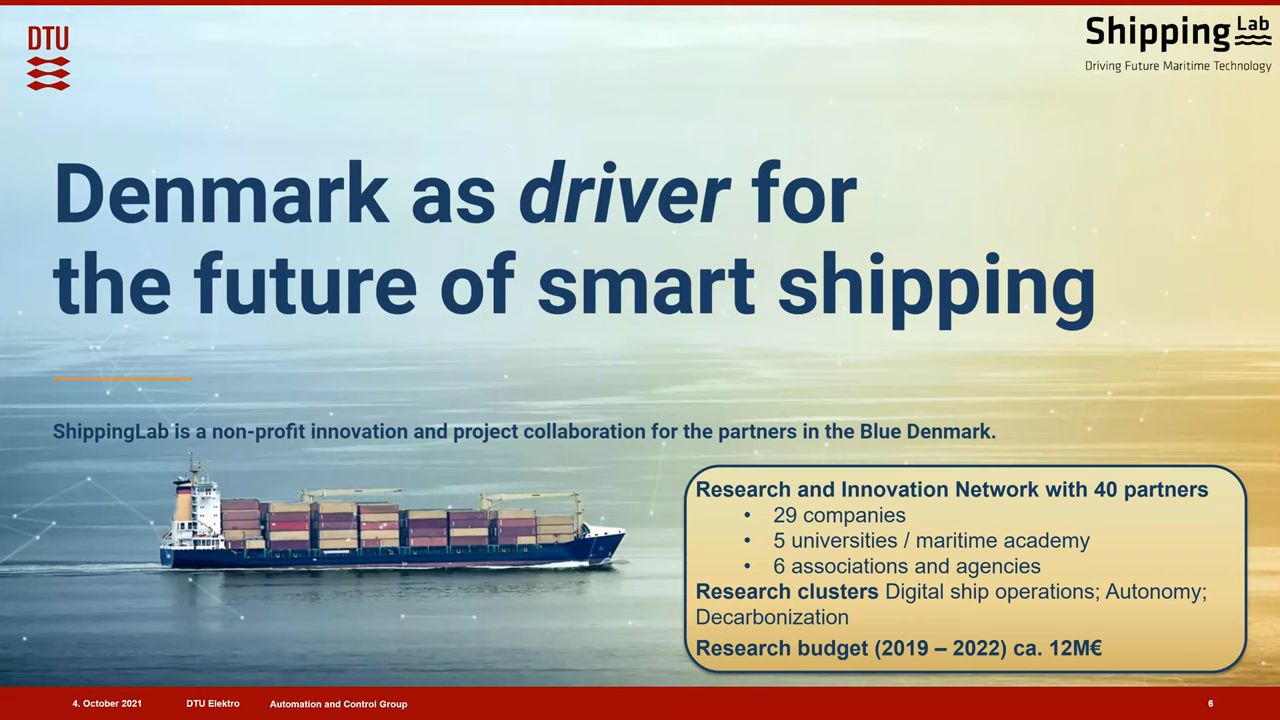 DTU
Shipping Lab
Driving Future Maritime Technology
Denmark as driver for
the future of smart shipping
ShippingLab is a non-profit innovation and project collaboration for the partners in the Blue Denmark.
Research and Innovation Network with 40 partners
• 29 companies
• 5 universities / maritime academy
• 6 associations and agencies
Research clusters Digital ship operations; Autonomy;
Decarbonization
Research budget (2019 – 2022) ca. 12M€
4. October 2021 DTU Elektro Automation and Control Group 6